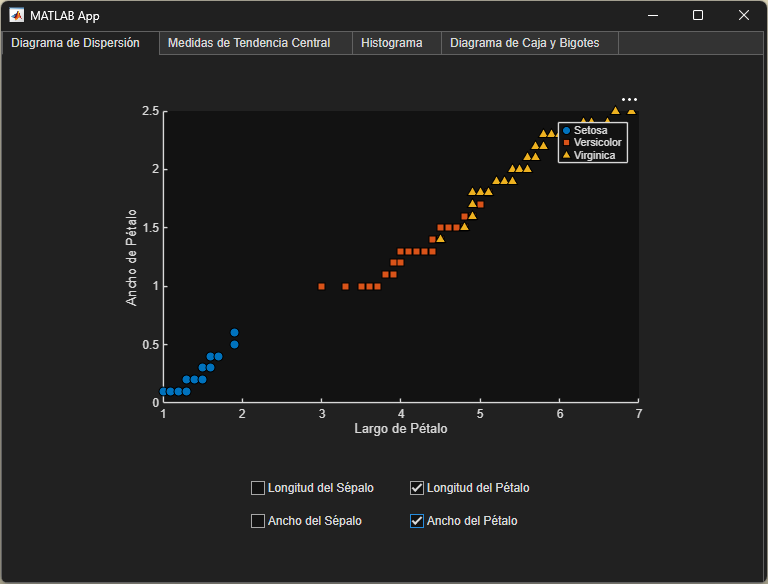 MATLAB App
Diagrama de Dispersión Medidas de Tendencia Central Histograma Diagrama de Caja y Bigotes
2.5
Setosa
Versicolor
Virginica
2
1.5
1
0.5
0
Ancho de Pétalo
1 2 3 4 5 6 7
Largo de Pétalo
Longitud del Sépalo Longitud del Pétalo
Ancho del Sépalo Ancho del Pétalo